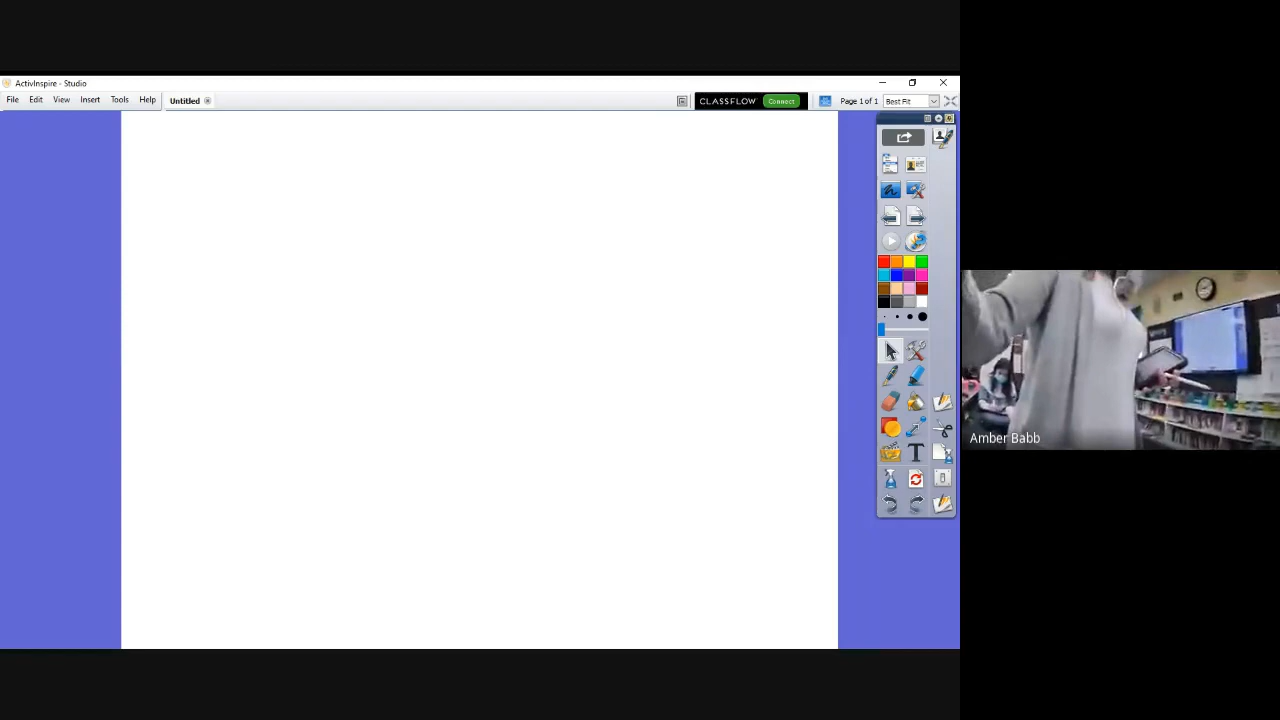 ActivInspire - Studio
File Edit View Insert Tools Help Untitled CLASSFLOW Connect Page 1 of 1 Best Fit
Amber Babb